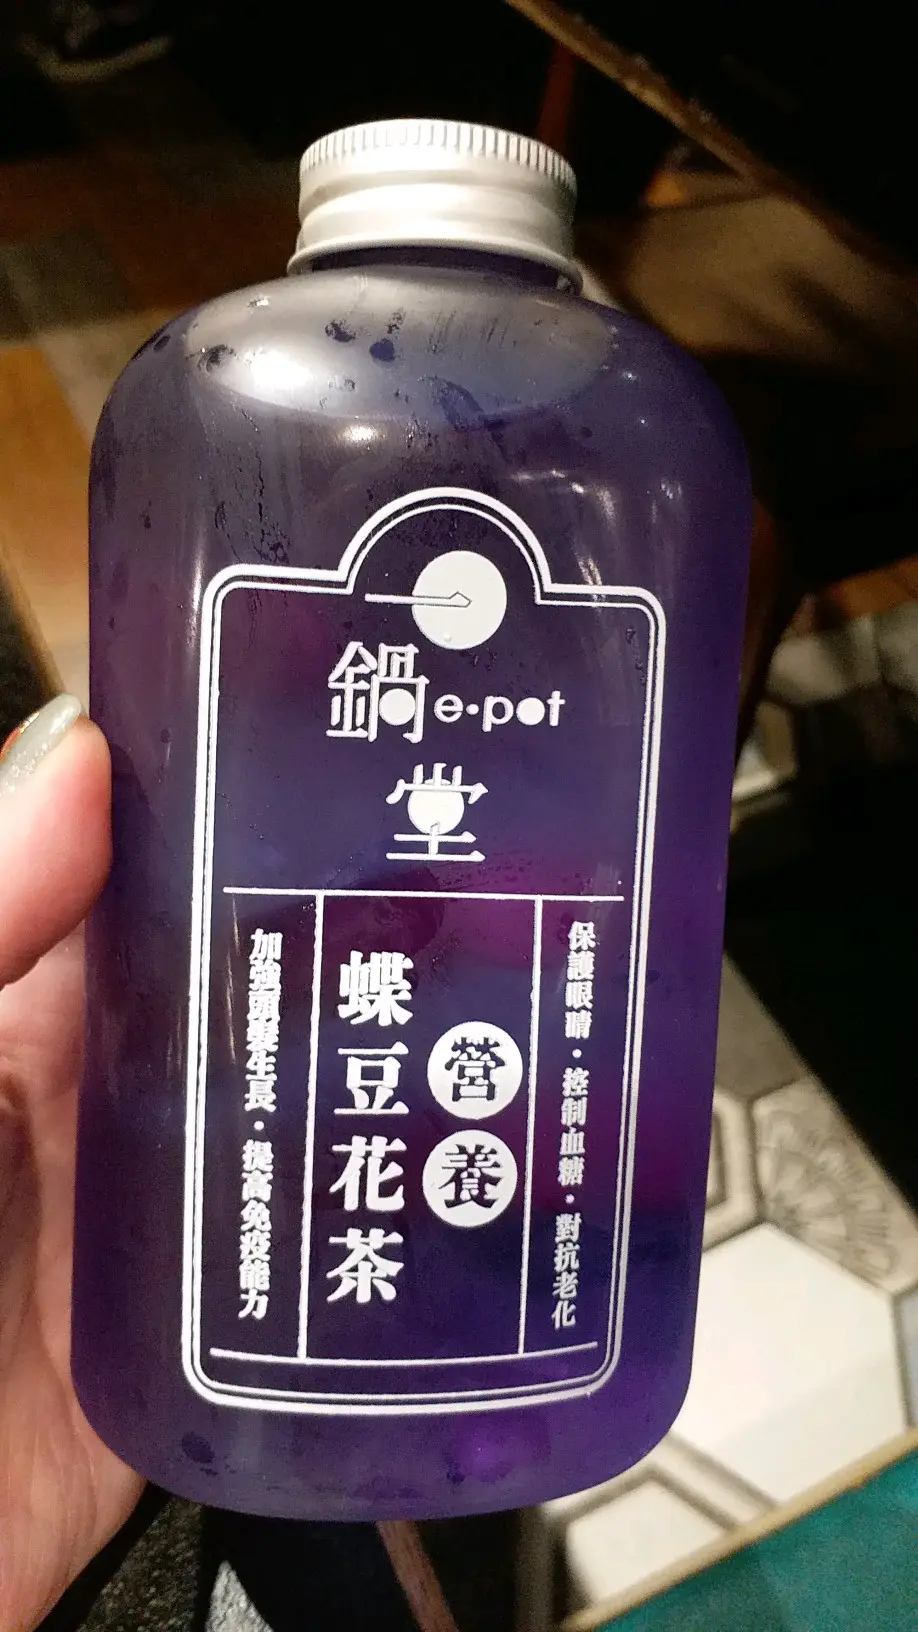 鍋 e·pot
堂
保護眼睛・控制血糖・對抗老化
營養
蝶豆花茶
加強頭髮生長・提高免疫能力